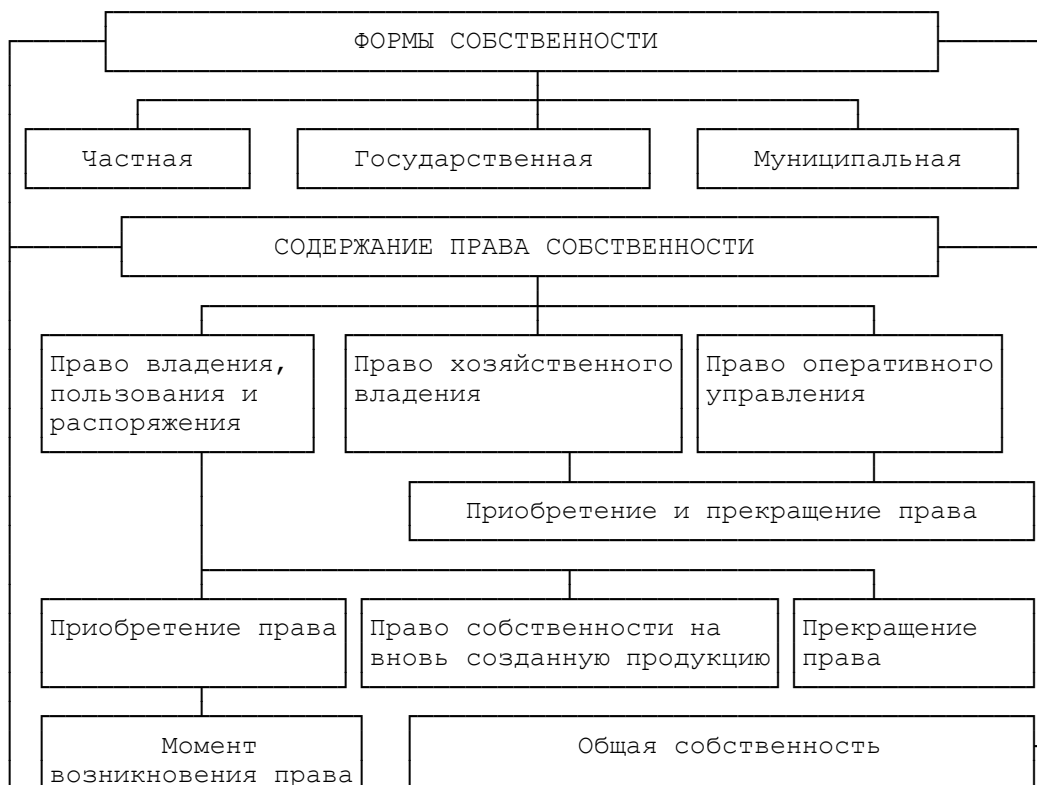 ФОРМЫ СОБСТВЕННОСТИ
Частная
Государственная
Муниципальная
СОДЕРЖАНИЕ ПРАВА СОБСТВЕННОСТИ
Право владения,
пользования и
распоряжения
Право хозяйственного
владения
Право оперативного
управления
Приобретение и прекращение права
Приобретение права
Право собственности на
вновь созданную продукцию
Прекращение
права
Момент
возникновения права
Общая собственность